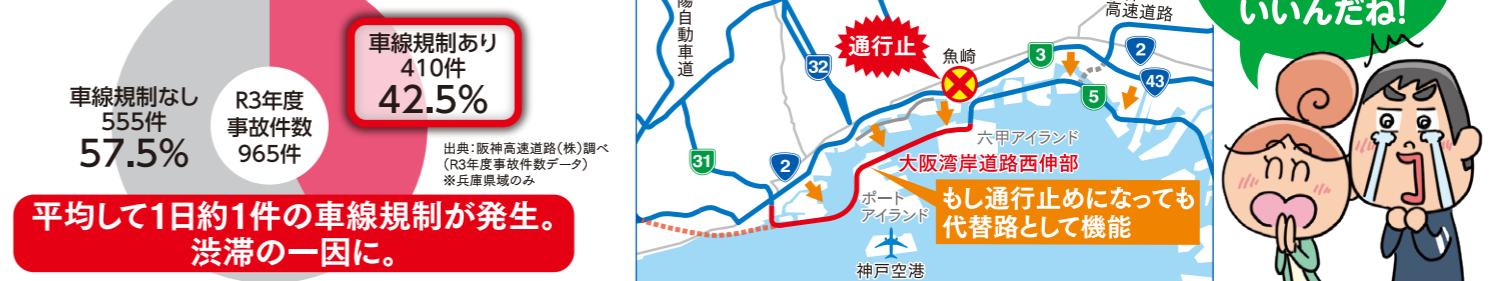 車線規制あり
410件
42.5%
車線規制なし
555件
57.5%
R3年度
事故件数
965件
出典：阪神高速道路（株）調べ
（R3年度事故件数データ）
※兵庫県域のみ
平均して1日約1件の車線規制が発生。
渋滞の一因に。
陽自動車道
高速道路
通行止
魚崎
32
3
2
43
5
31
2
六甲アイランド
大阪湾岸道路西伸部
ポート
アイランド
もし通行止めになっても
代替路として機能
神戸空港
いいんだね!